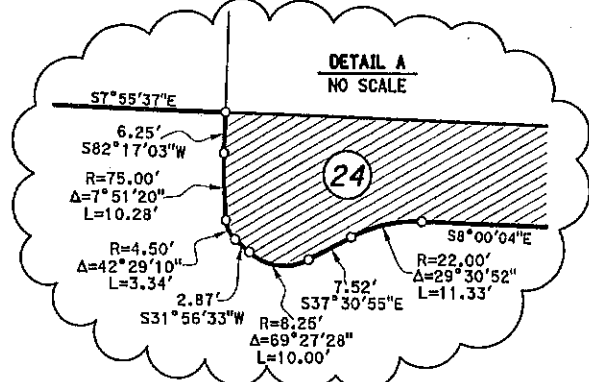 DETAIL A
NO SCALE
S7°55'37"E
6.25'
S82°17'03"W
R=75.00'
Δ=7°51'20"
L=10.28'
24
R=4.50'
Δ=42°29'10"
L=3.34'
2.87'
S31°56'33"W
R=8.25'
Δ=69°27'28"
L=10.00'
7.52'
S37°30'55"E
R=22.00'
Δ=29°30'52"
L=11.33'
S8°00'04"E